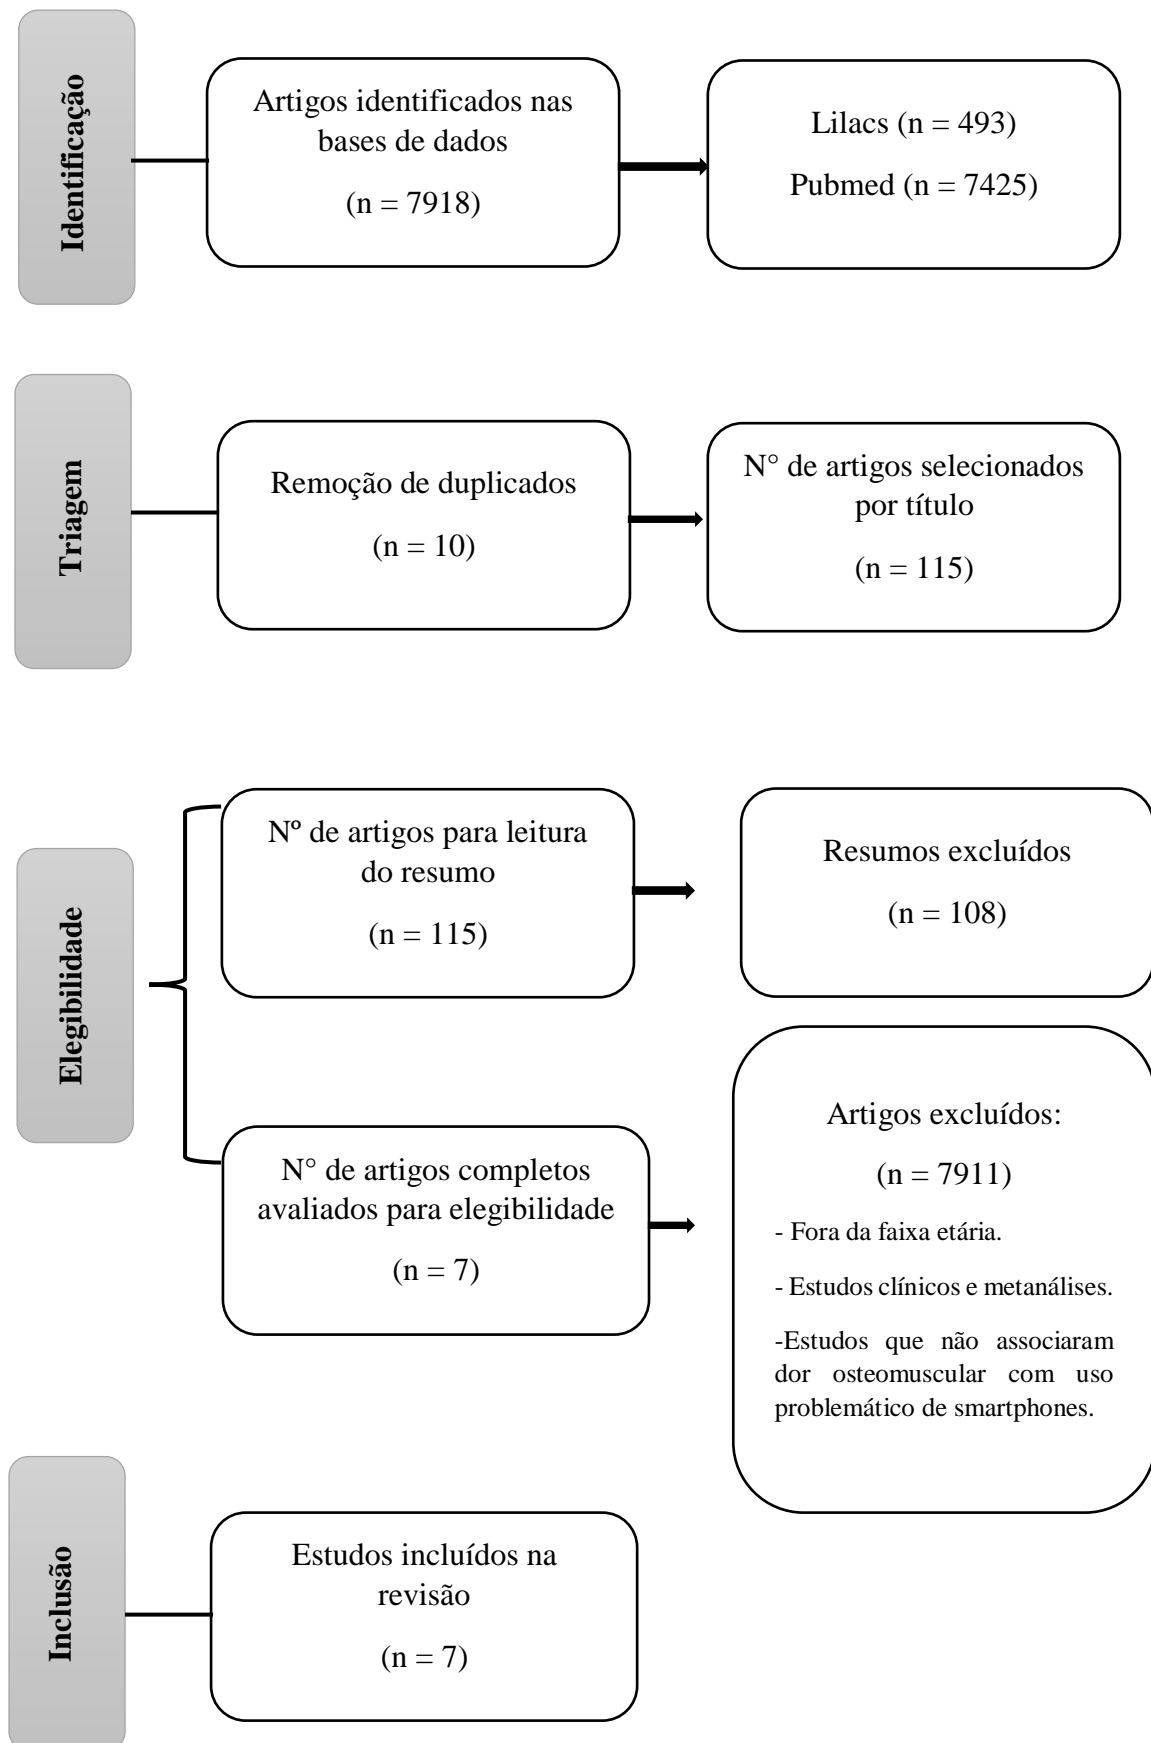 Identificação
Artigos identificados nas
bases de dados
(n = 7918)
Lilacs (n = 493)
Pubmed (n = 7425)
Triagem
Remoção de duplicados
(n = 10)
N° de artigos selecionados
por título
(n = 115)
Elegibilidade
Nº de artigos para leitura
do resumo
(n = 115)
Resumos excluídos
(n = 108)
N° de artigos completos
avaliados para elegibilidade
(n = 7)
Artigos excluídos:
(n = 7911)
- Fora da faixa etária.
- Estudos clínicos e metanálises.
-Estudos que não associaram
dor osteomuscular com uso
problemático de smartphones.
Inclusão
Estudos incluídos na
revisão
(n = 7)